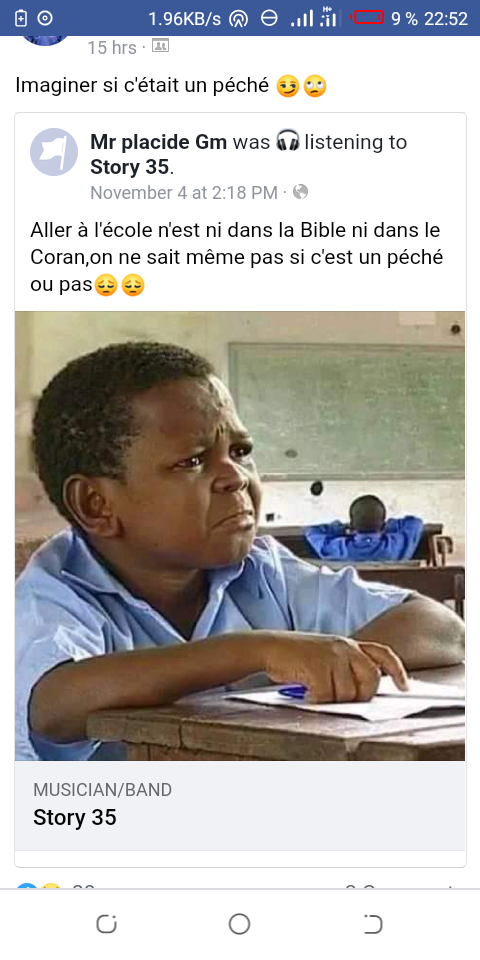 1.96KB/s H+ 9 % 22:52
15 hrs ·
Imaginer si c'était un péché 😏🙄
Mr placide Gm was 🎧 listening to
Story 35.
November 4 at 2:18 PM ·
Aller à l'école n'est ni dans la Bible ni dans le
Coran,on ne sait même pas si c'est un péché
ou pas😔😔
MUSICIAN/BAND
Story 35